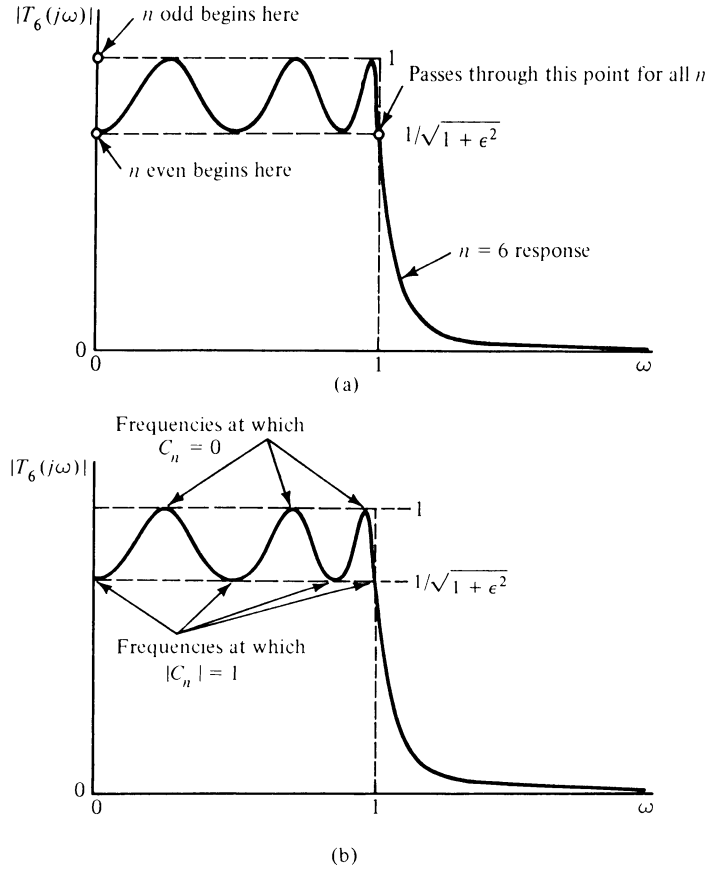 |T₆(jω)|
n odd begins here
1
Passes through this point for all n
1/√1 + ϵ²
n even begins here
n = 6 response
0
0
1
ω
(a)
Frequencies at which
Cₙ = 0
|T₆(jω)|
1
1/√1 + ϵ²
Frequencies at which
|Cₙ| = 1
0
0
1
ω
(b)